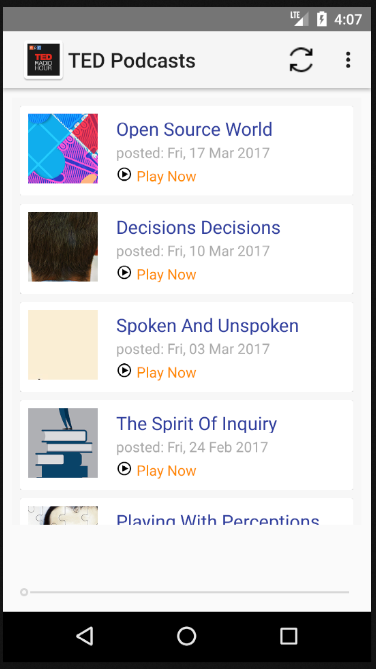 LTE 4:07
TED RADIO HOUR
TED Podcasts
Open Source World
posted: Fri, 17 Mar 2017
Play Now
Decisions Decisions
posted: Fri, 10 Mar 2017
Play Now
Spoken And Unspoken
posted: Fri, 03 Mar 2017
Play Now
The Spirit Of Inquiry
posted: Fri, 24 Feb 2017
Play Now
Playing With Perceptions